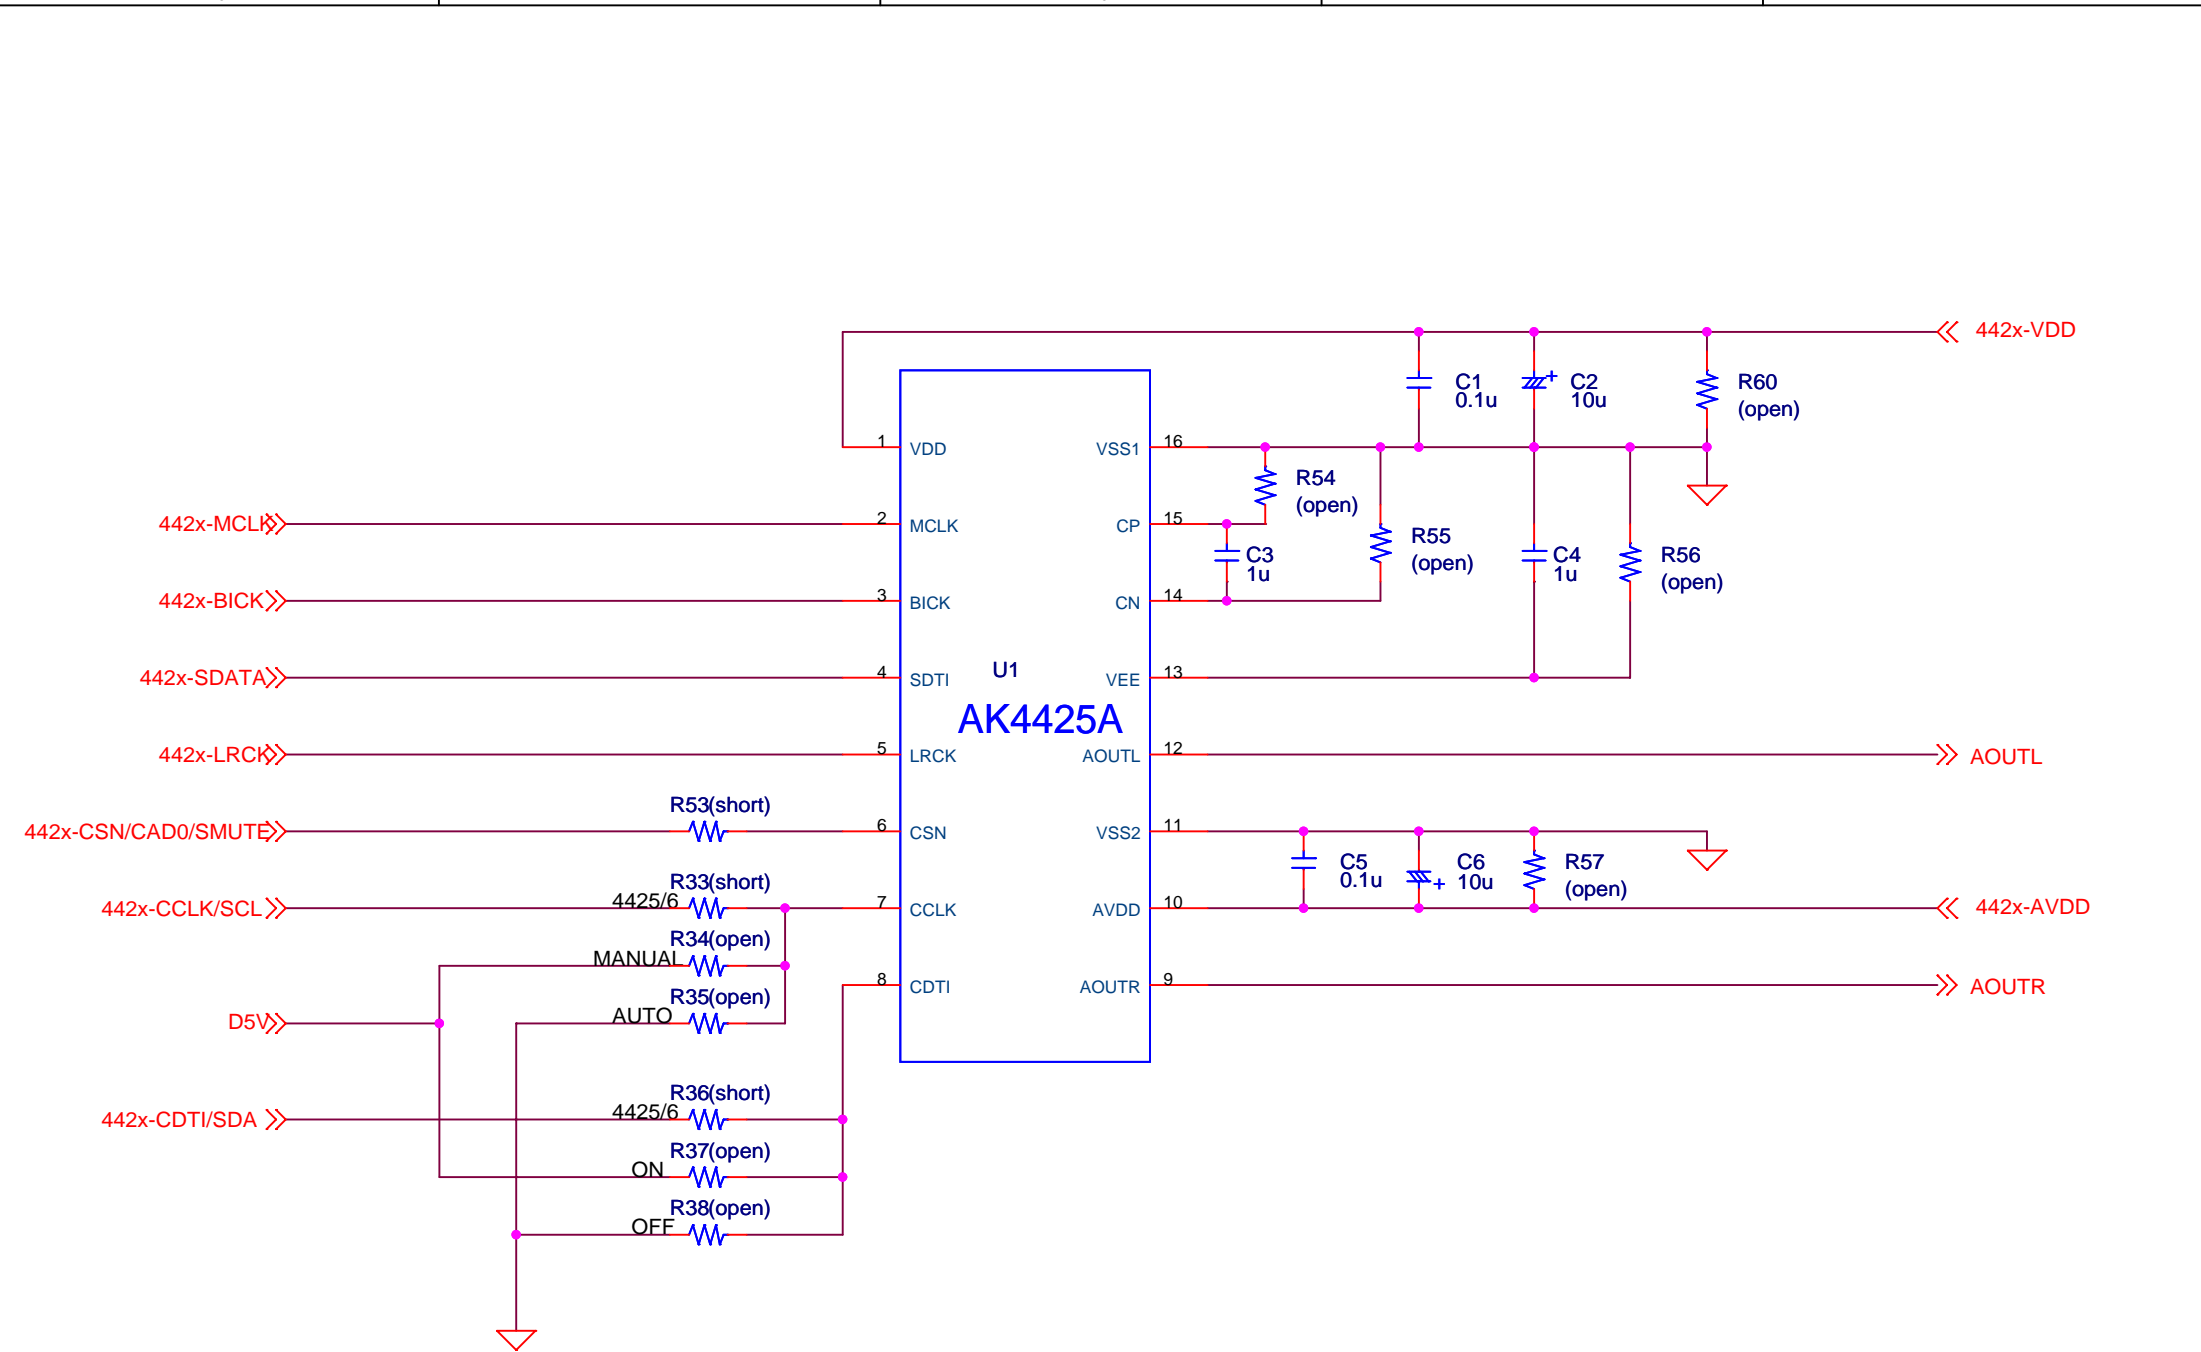 442x-VDD
C1
0.1u
C2
10u
R60
(open)
1
VDD
VSS1
16
R54
(open)
442x-MCLK
2
MCLK
CP
15
R55
(open)
C3
1u
C4
1u
R56
(open)
442x-BICK
3
BICK
CN
14
U1
442x-SDATA
4
SDTI
VEE
13
AK4425A
442x-LRCK
5
LRCK
AOUTL
12
AOUTL
R53(short)
442x-CSN/CAD0/SMUTE
6
CSN
VSS2
11
C5
0.1u
C6
10u
R57
(open)
R33(short)
442x-CCLK/SCL
4425/6
7
CCLK
AVDD
10
442x-AVDD
R34(open)
MANUAL
8
CDTI
AOUTR
9
AOUTR
R35(open)
D5V
AUTO
R36(short)
442x-CDTI/SDA
4425/6
R37(open)
ON
R38(open)
OFF